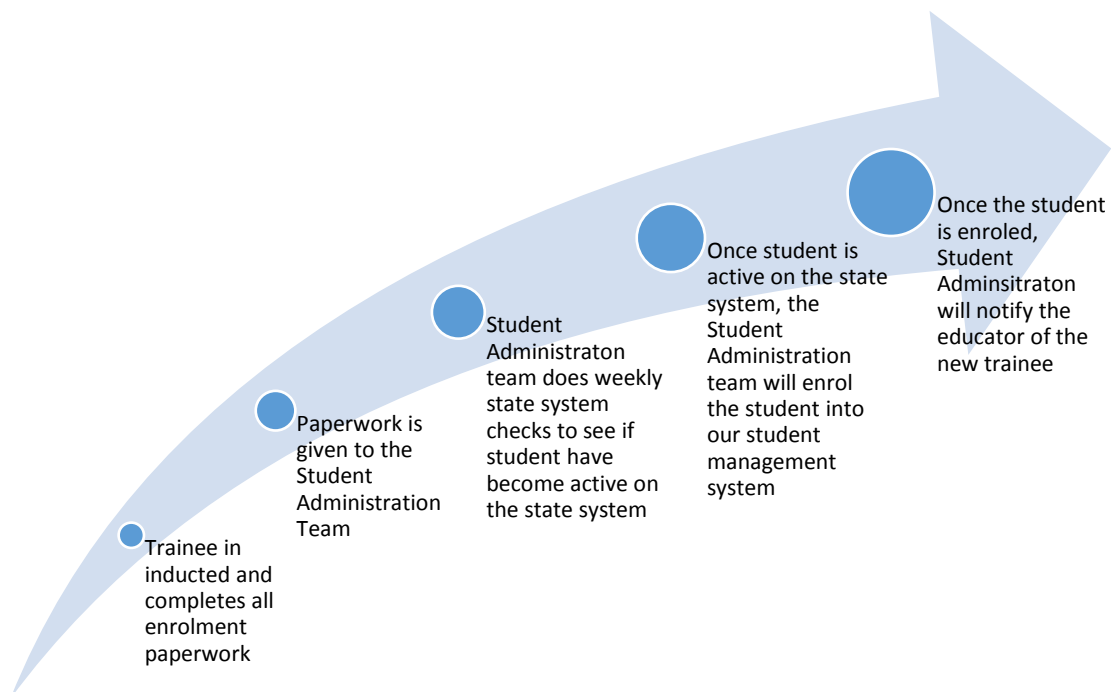 Trainee in
inducted and
completes all
enrolment
paperwork
Paperwork is
given to the
Student
Administration
Team
Student
Administraton
team does weekly
state system
checks to see if
student have
become active on
the state system
Once student is
active on the state
system, the
Student
Administration
team will enrol
the student into
our student
management
system
Once the student
is enroled,
Student
Adminsitraton
will notify the
educator of the
new trainee